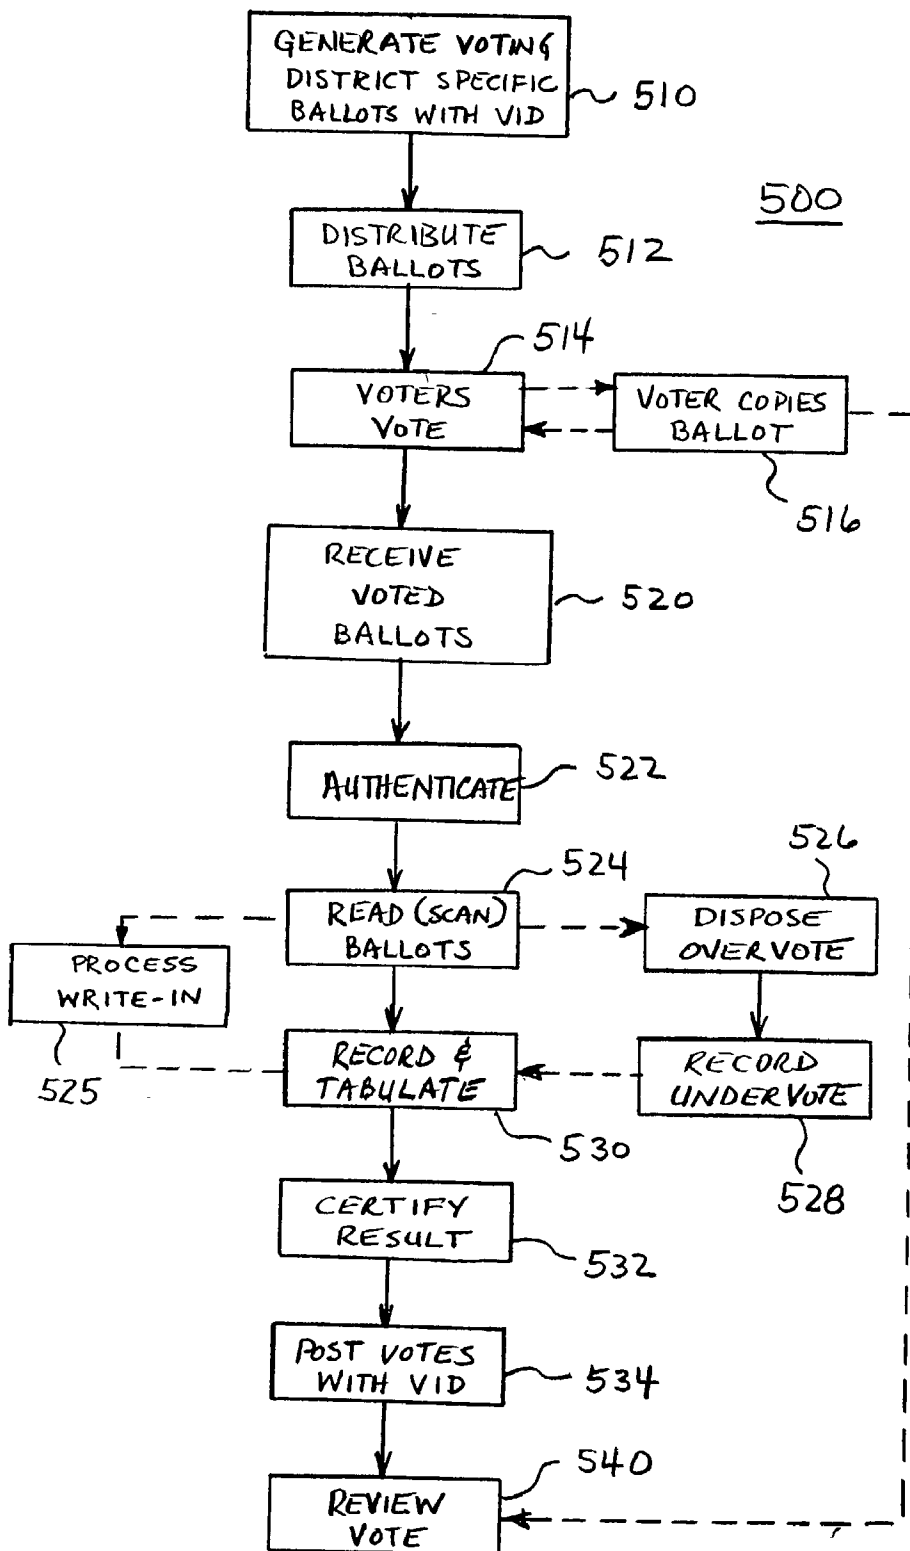 GENERATE VOTING
DISTRICT SPECIFIC
BALLOTS WITH VID
510
500
DISTRIBUTE
BALLOTS
512
514
VOTERS
VOTE
VOTER COPIES
BALLOT
516
RECEIVE
VOTED
BALLOTS
520
AUTHENTICATE
522
524
526
READ (SCAN)
BALLOTS
DISPOSE
OVERVOTE
PROCESS
WRITE-IN
525
RECORD &
TABULATE
530
RECORD
UNDERVOTE
528
CERTIFY
RESULT
532
POST VOTES
WITH VID
534
540
REVIEW
VOTE